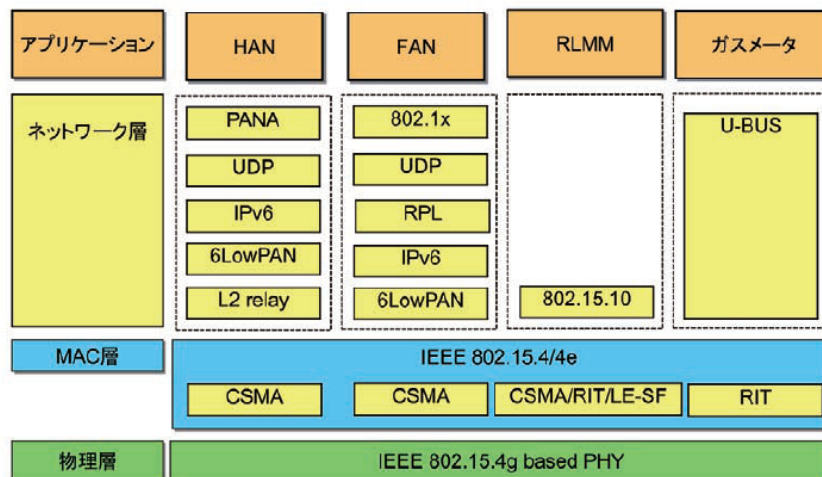 アプリケーション
HAN
FAN
RLMM
ガスメータ
ネットワーク層
PANA
UDP
IPv6
6LowPAN
L2 relay
802.1x
UDP
RPL
IPv6
6LowPAN
802.15.10
U-BUS
MAC層
IEEE 802.15.4/4e
CSMA
CSMA
CSMA/RIT/LE-SF
RIT
物理層
IEEE 802.15.4g based PHY